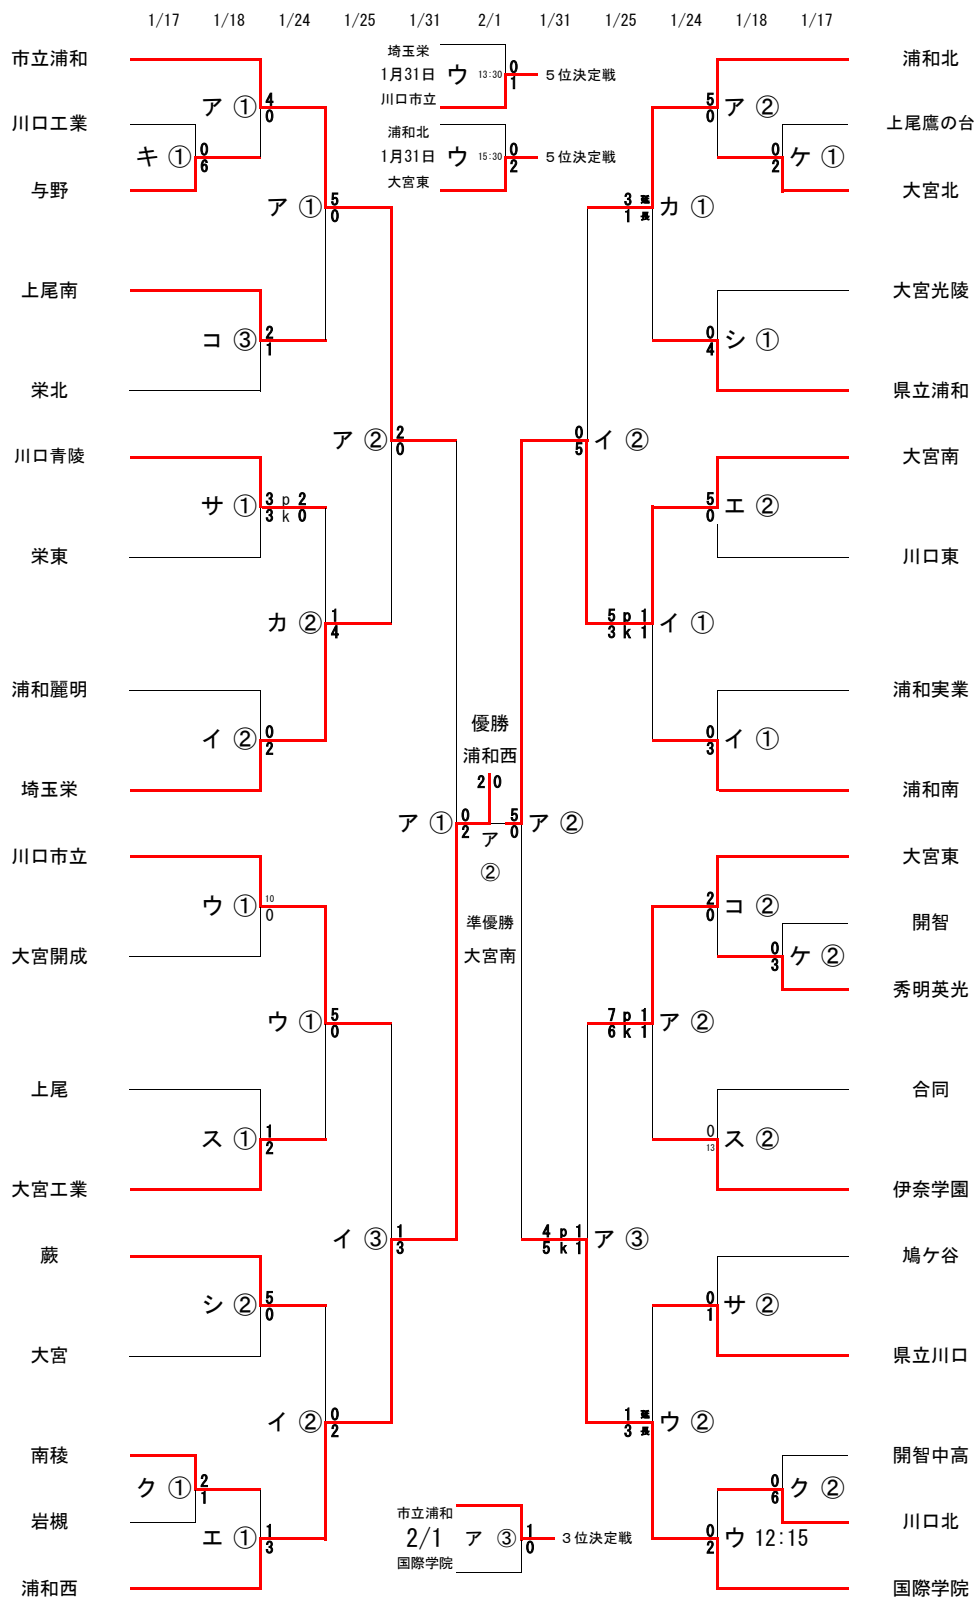 1/17 1/18 1/24 1/25 1/31 2/1 1/31 1/25 1/24 1/18 1/17
市立浦和
ア ① 4 0
川口工業
キ ① 0 6
与野
ア ① 5 0
上尾南
コ ③ 2 1
栄北
ア ② 2 0
川口青陵
サ ① 3 3 p k 2 0
栄東
カ ② 1 4
浦和麗明
イ ② 0 2
埼玉栄
ア ① 0 2
川口市立
ウ ① 10 0
大宮開成
ウ ① 5 0
上尾
ス ① 1 2
大宮工業
イ ③ 1 3
蕨
シ ② 5 0
大宮
イ ② 0 2
南稜
ク ① 2 1
岩槻
エ ① 1 3
浦和西
埼玉栄
1月31日 ウ 13:30 0 1 5位決定戦
川口市立
浦和北
1月31日 ウ 15:30 0 2 5位決定戦
大宮東
優勝
浦和西
2 0
ア
②
準優勝
大宮南
市立浦和
2/1 ア ③ 1 0 3位決定戦
国際学院
浦和北
5 0 ア ②
上尾鷹の台
0 2 ケ ①
大宮北
3 1 延長 カ ①
大宮光陵
0 4 シ ①
県立浦和
0 5 イ ②
大宮南
5 0 エ ②
川口東
5 3 p k 1 1 イ ①
浦和実業
0 3 イ ①
浦和南
5 0 ア ②
大宮東
2 0 コ ②
開智
0 3 ケ ②
秀明英光
7 6 p k 1 1 ア ②
合同
0 13 ス ②
伊奈学園
4 5 p k 1 1 ア ③
鳩ケ谷
0 1 サ ②
県立川口
1 3 延長 ウ ②
開智中高
0 6 ク ②
川口北
0 2 ウ 12:15
国際学院